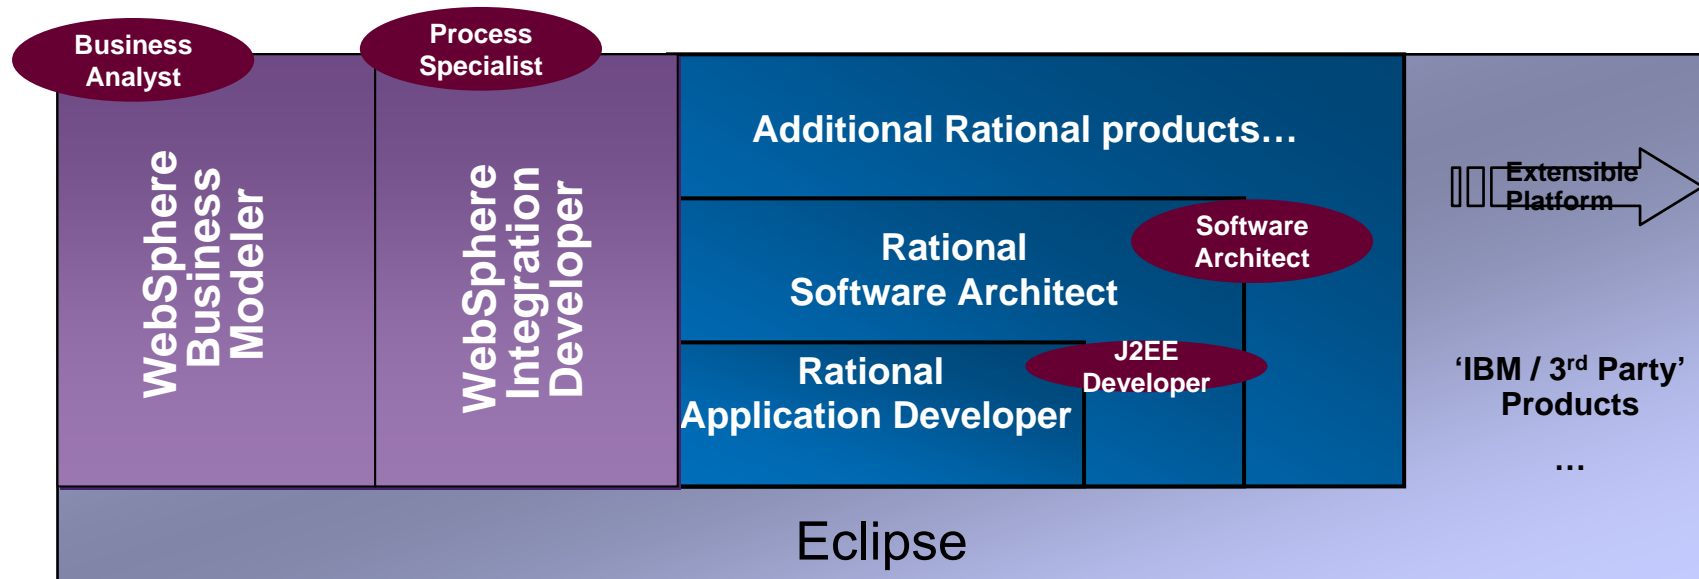 Business
Analyst
Process
Specialist
WebSphere
Business
Modeler
WebSphere
Integration
Developer
Additional Rational products…
Rational
Software Architect
Software
Architect
Rational
Application Developer
J2EE
Developer
Extensible
Platform
‘IBM / 3rd Party’
Products
…
Eclipse